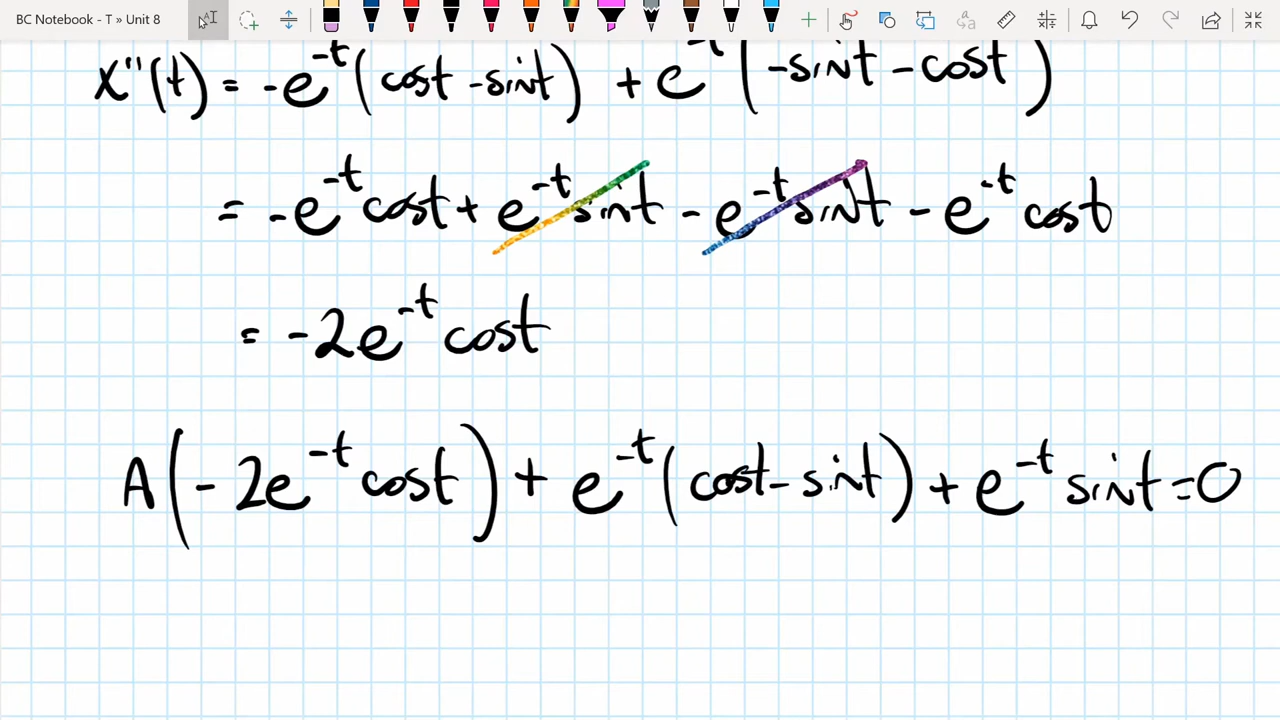 BC Notebook - T » Unit 8
x''(t) = -e^-t (cost - sint) + e^-t (-sint - cost)
= -e^-t cost + e^-t sint - e^-t sint - e^-t cost
= -2e^-t cost
A(-2e^-t cost) + e^-t (cost - sint) + e^-t sint = 0